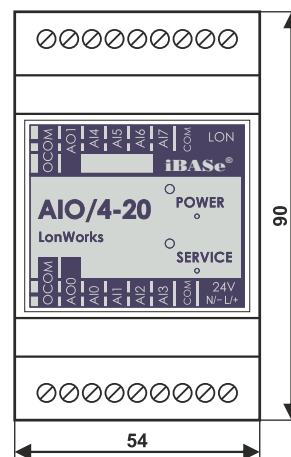 OCOM AO1 AI4 AI5 AI6 AI7 COM LON
iBASe®
AIO/4-20
LonWorks
POWER
SERVICE
OCOM AO0 AI0 AI1 AI2 AI3 COM 24V
N/– L/+
90
54